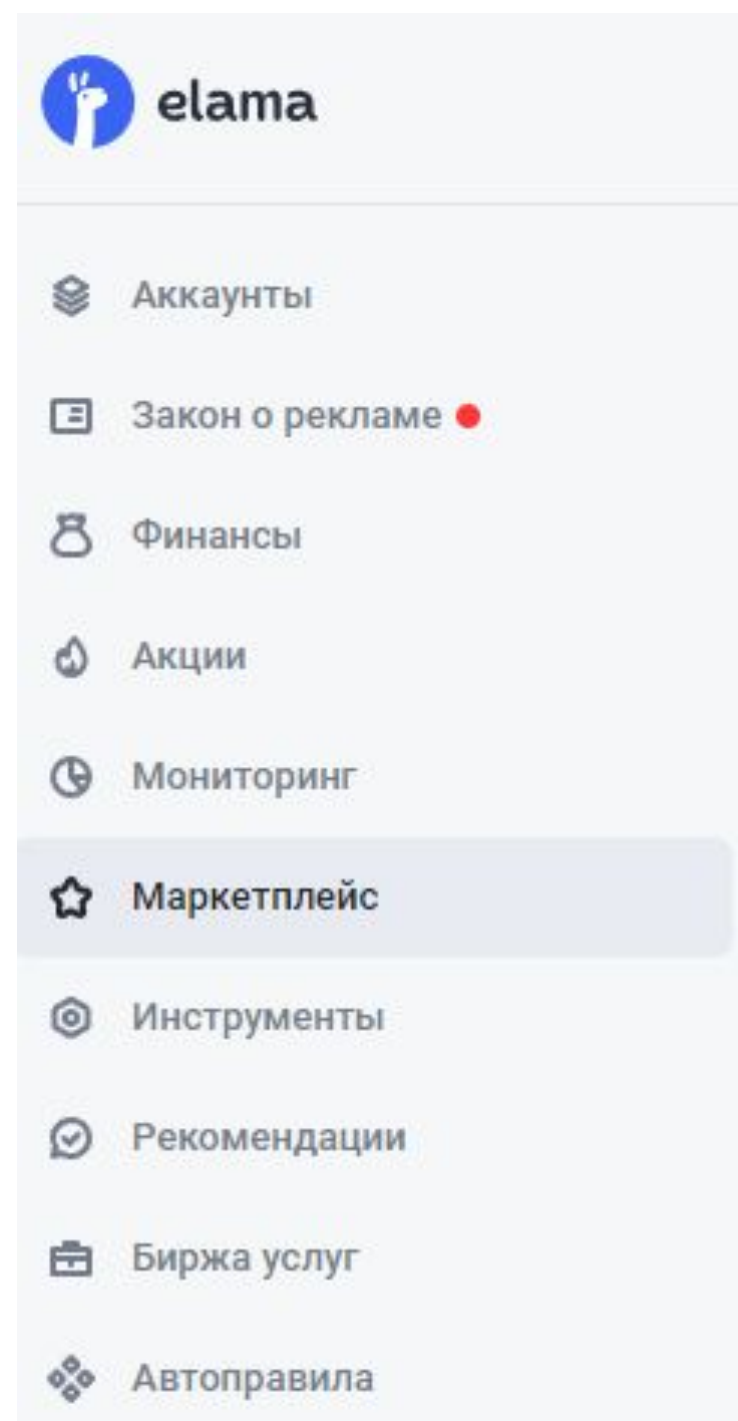 elama
Аккаунты
Закон о рекламе
Финансы
Акции
Мониторинг
Маркетплейс
Инструменты
Рекомендации
Биржа услуг
Автоправила